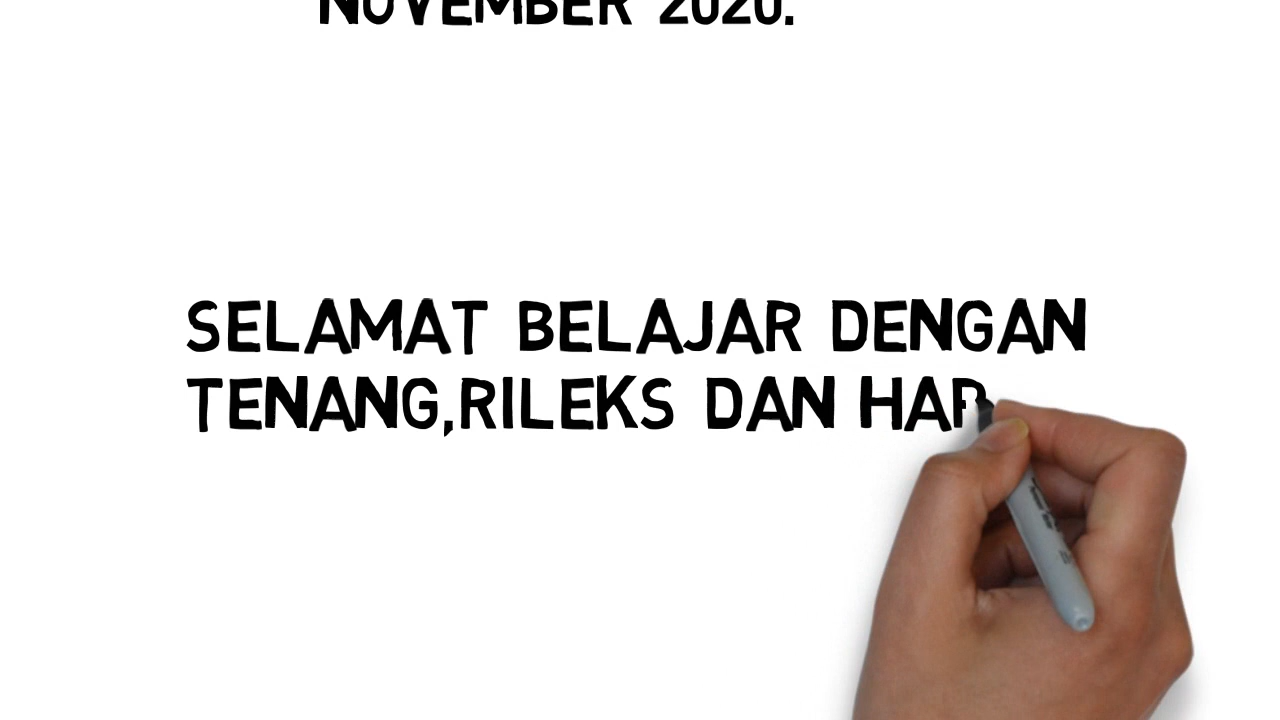 NOVEMBER 2020.
SELAMAT BELAJAR DENGAN
TENANG,RILEKS DAN HAP